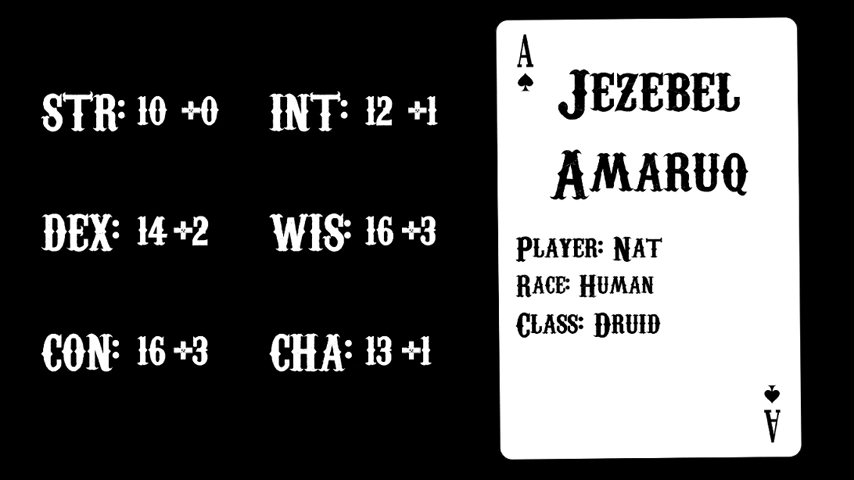 STR: 10 +0 INT: 12 +1
DEX: 14 +2 WIS: 16 +3
CON: 16 +3 CHA: 13 +1
A
Jezebel
Amaruq
Player: Nat
Race: Human
Class: Druid
A